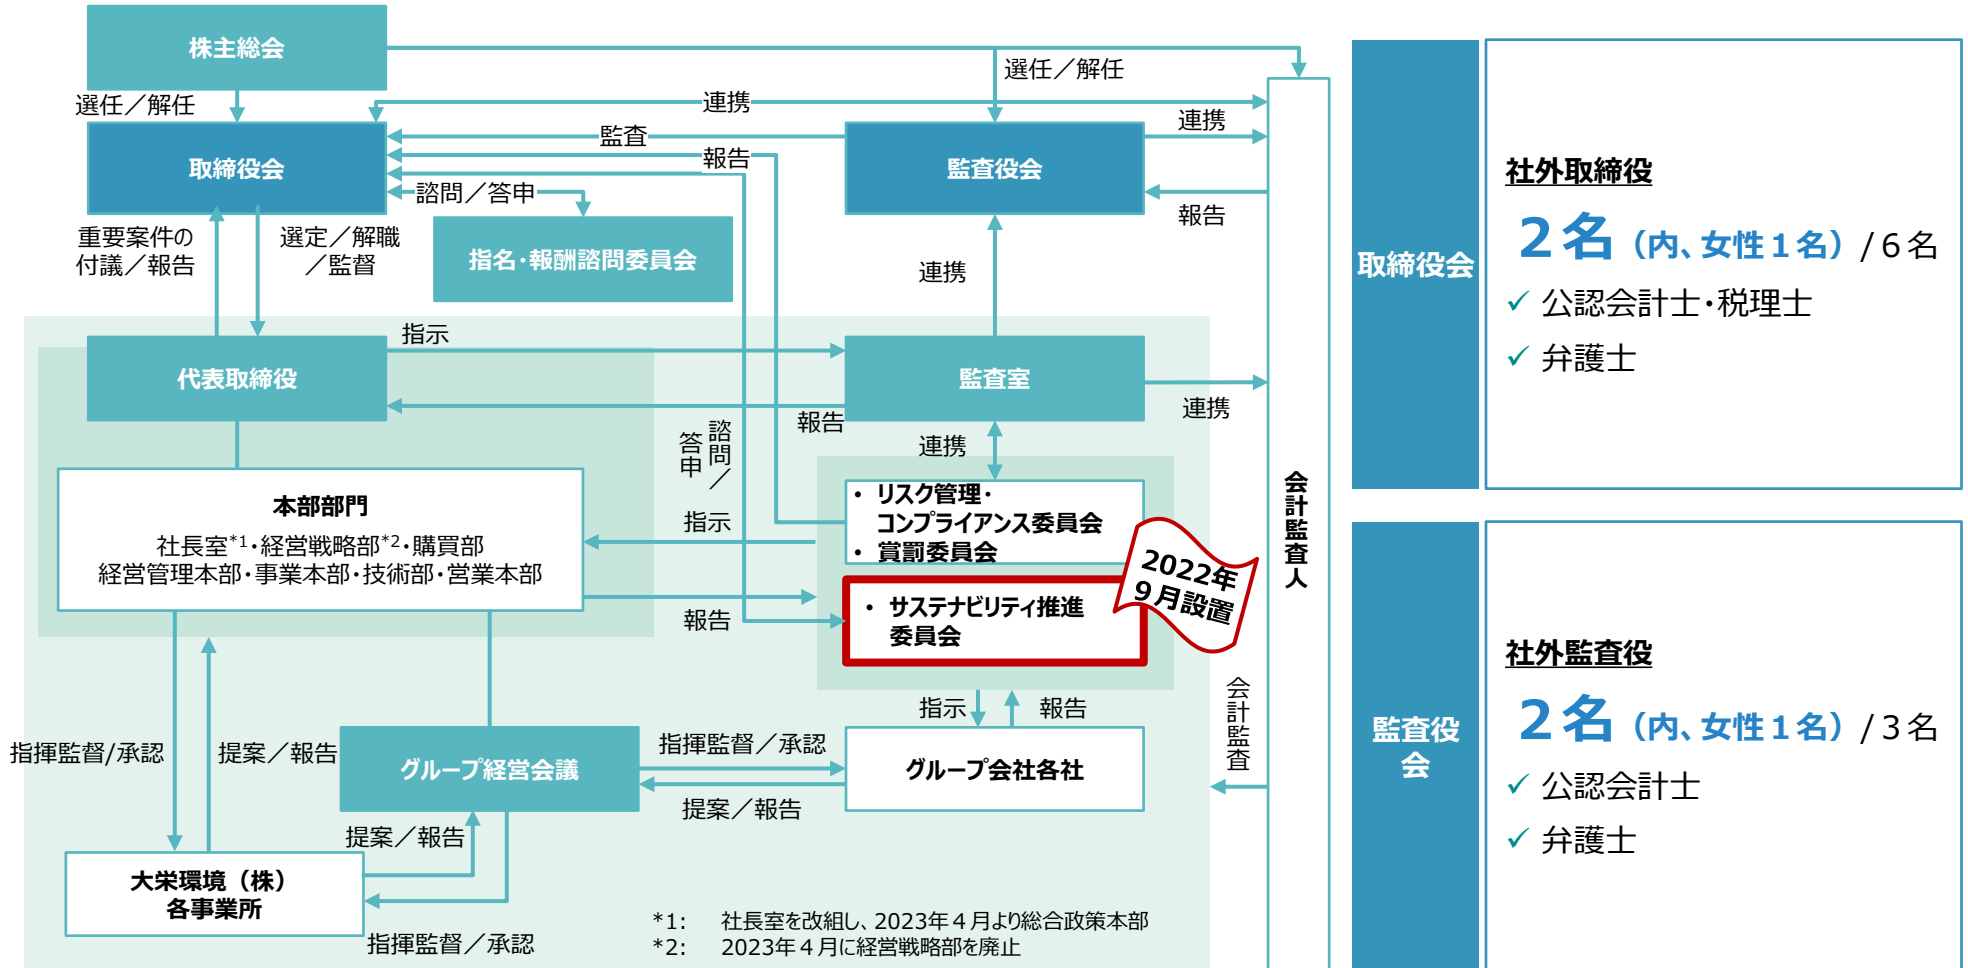 株主総会
選任／解任
選任／解任
連携
監査
連携
報告
取締役会
監査役会
諮問／答申
報告
重要案件の
付議／報告
選定／解職
／監督
指名・報酬諮問委員会
連携
代表取締役
指示
監査室
報告
連携
諮問／
答申
連携
本部部門
社長室*1・経営戦略部*2・購買部
経営管理本部・事業本部・技術部・営業本部
指示
報告
• リスク管理・
コンプライアンス委員会
• 賞罰委員会
2022年
９月設置
• サステナビリティ推進
委員会
会計監査人
指示
報告
会計監査
指揮監督/承認
提案／報告
グループ経営会議
指揮監督／承認
提案／報告
グループ会社各社
提案／報告
大栄環境（株）
各事業所
指揮監督／承認
*1: 社長室を改組し、2023年４月より総合政策本部
*2: 2023年４月に経営戦略部を廃止
取締役会
社外取締役
２名（内、女性１名）/６名
✓ 公認会計士・税理士
✓ 弁護士
監査役
会
社外監査役
２名（内、女性１名）/３名
✓ 公認会計士
✓ 弁護士